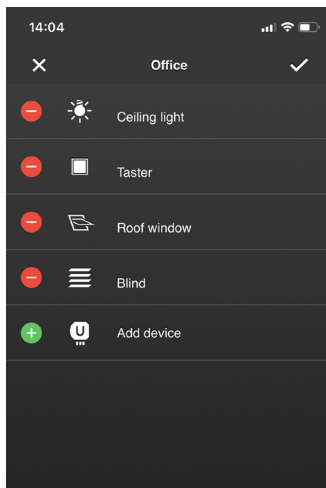 14:04
Office
Ceiling light
Taster
Roof window
Blind
Add device